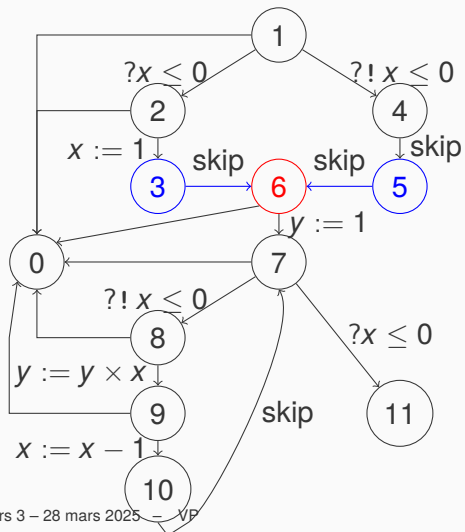 1
?x ≤ 0
?! x ≤ 0
2
4
x := 1
skip
skip
skip
3
6
5
y := 1
0
7
?! x ≤ 0
8
?x ≤ 0
y := y × x
9
skip
11
x := x − 1
10
rs 3 – 28 mars 2025 – VP